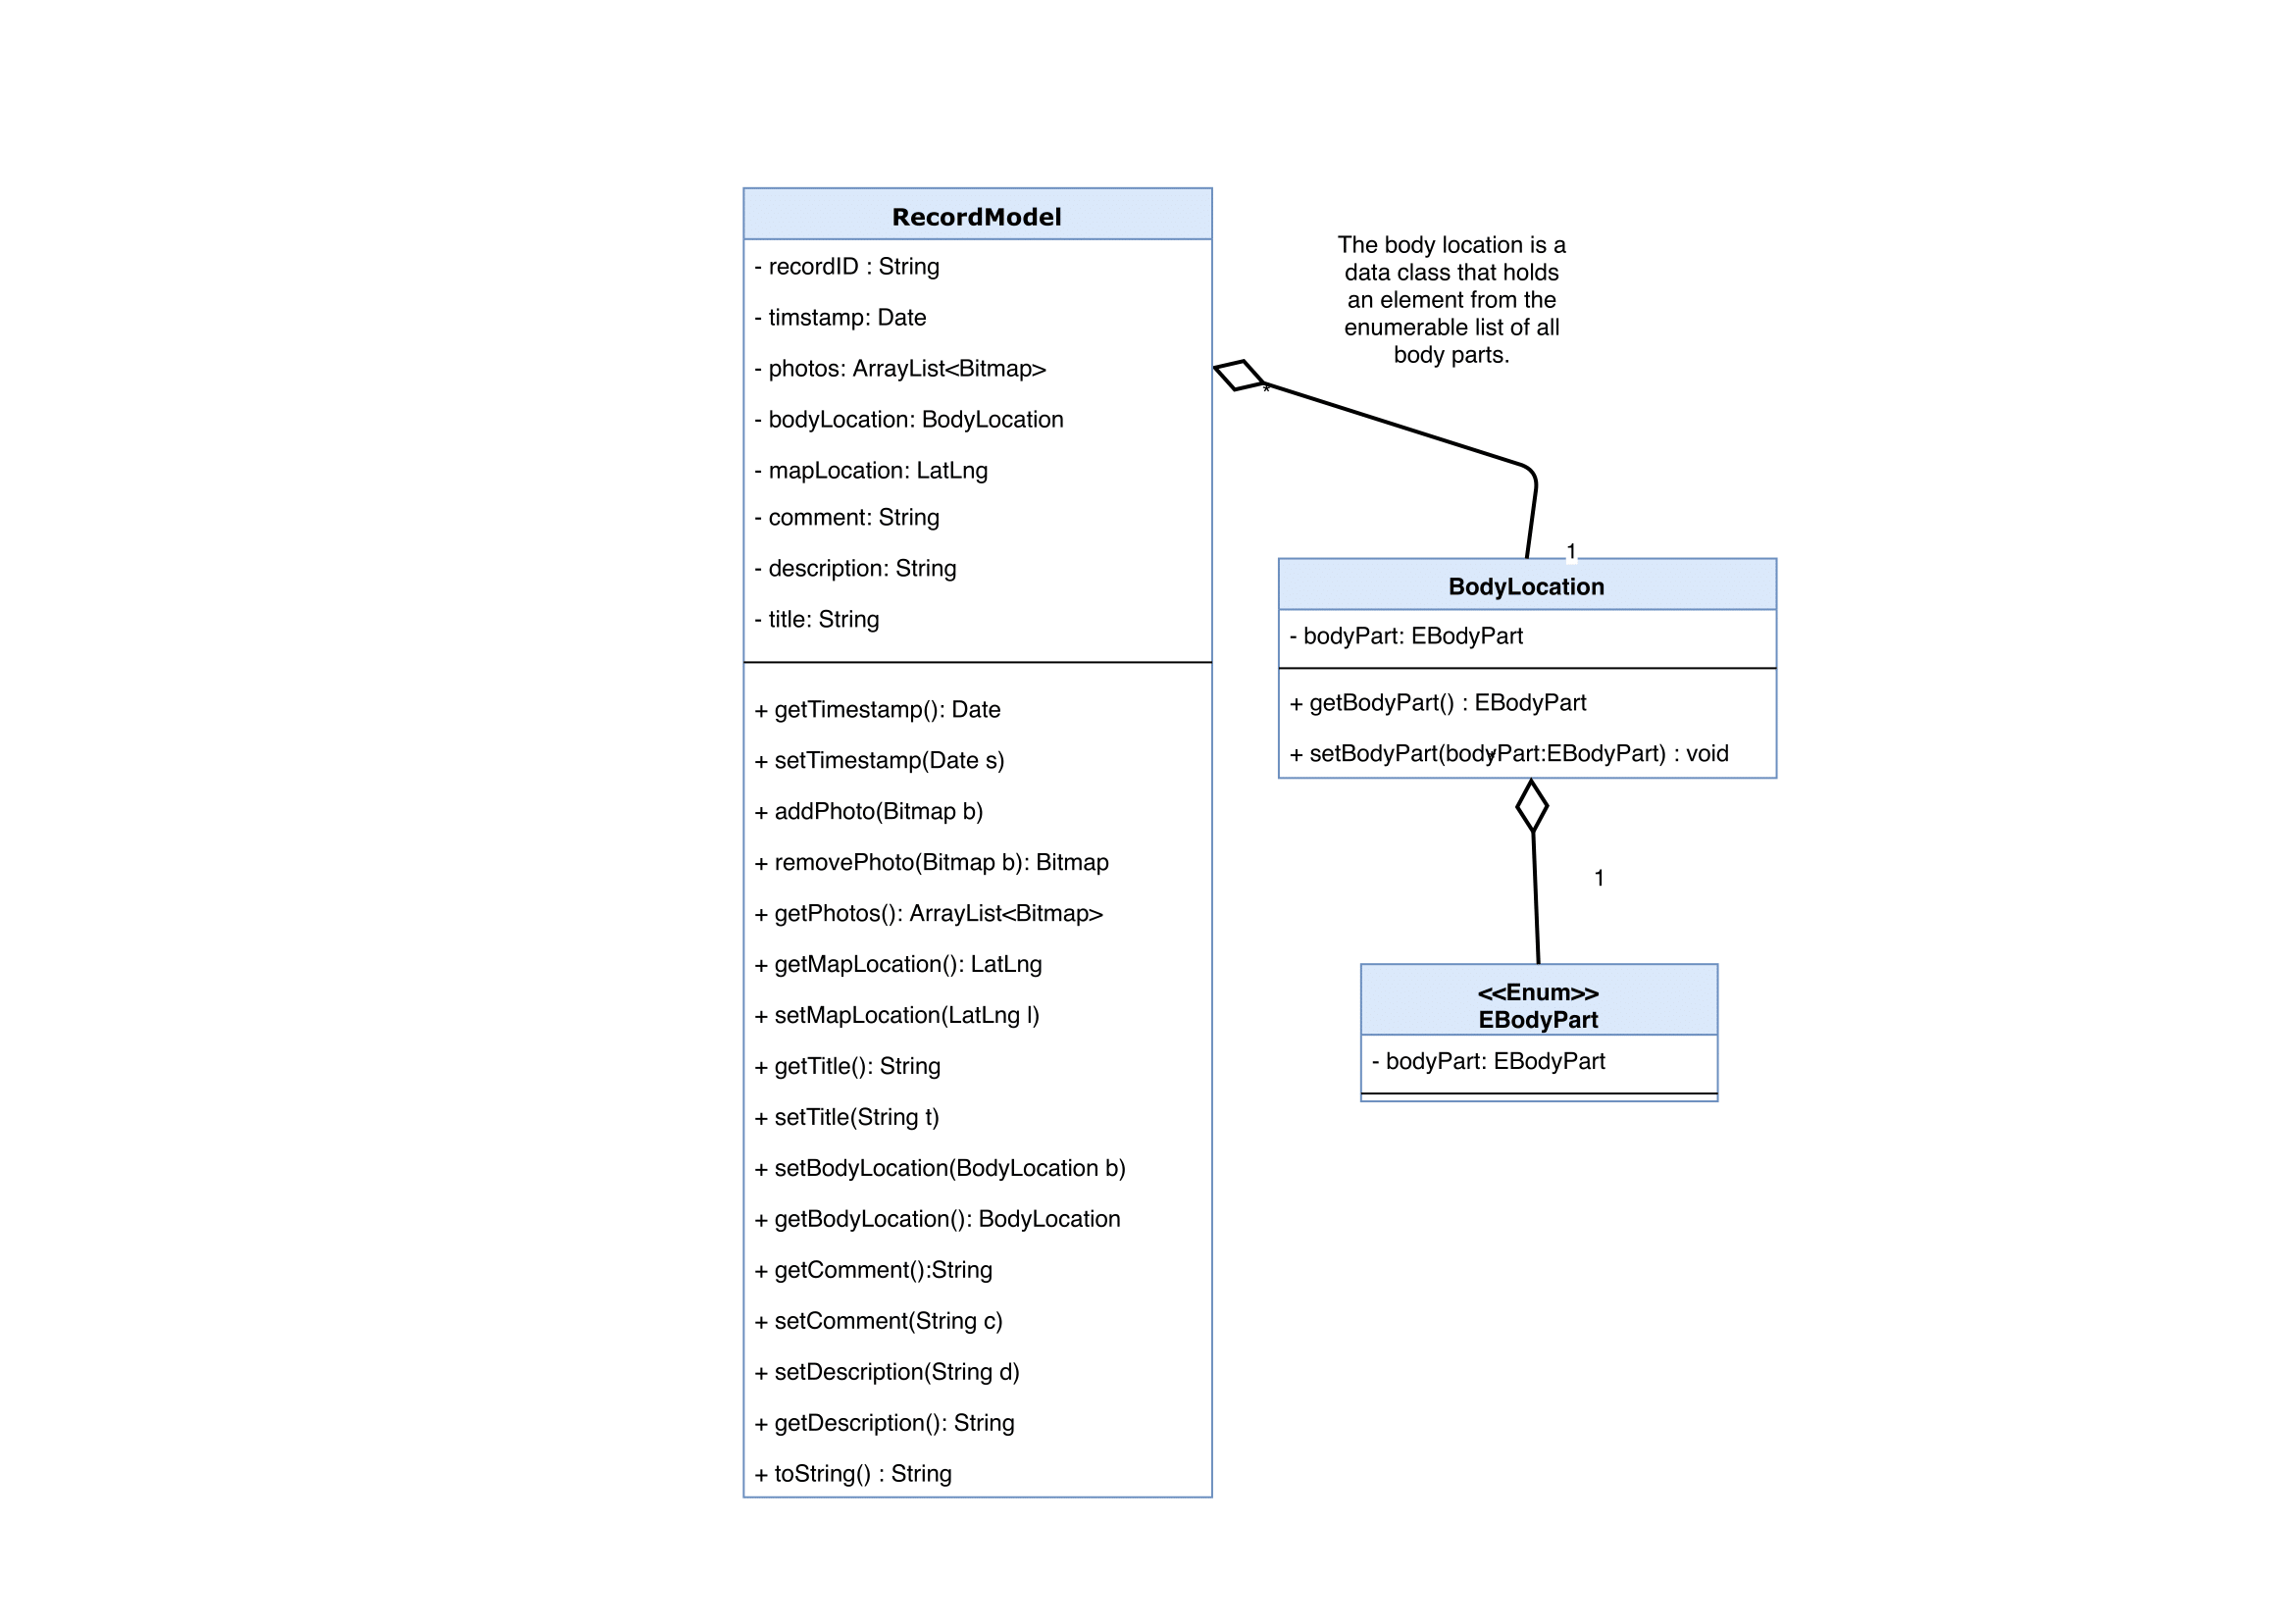 RecordModel
- recordID : String
- timstamp: Date
- photos: ArrayList<Bitmap>
- bodyLocation: BodyLocation
- mapLocation: LatLng
- comment: String
- description: String
- title: String
+ getTimestamp(): Date
+ setTimestamp(Date s)
+ addPhoto(Bitmap b)
+ removePhoto(Bitmap b): Bitmap
+ getPhotos(): ArrayList<Bitmap>
+ getMapLocation(): LatLng
+ setMapLocation(LatLng l)
+ getTitle(): String
+ setTitle(String t)
+ setBodyLocation(BodyLocation b)
+ getBodyLocation(): BodyLocation
+ getComment():String
+ setComment(String c)
+ setDescription(String d)
+ getDescription(): String
+ toString() : String
The body location is a
data class that holds
an element from the
enumerable list of all
body parts.
*
1
BodyLocation
- bodyPart: EBodyPart
+ getBodyPart() : EBodyPart
+ setBodyPart(bodyPart:EBodyPart) : void
*
1
<<Enum>>
EBodyPart
- bodyPart: EBodyPart